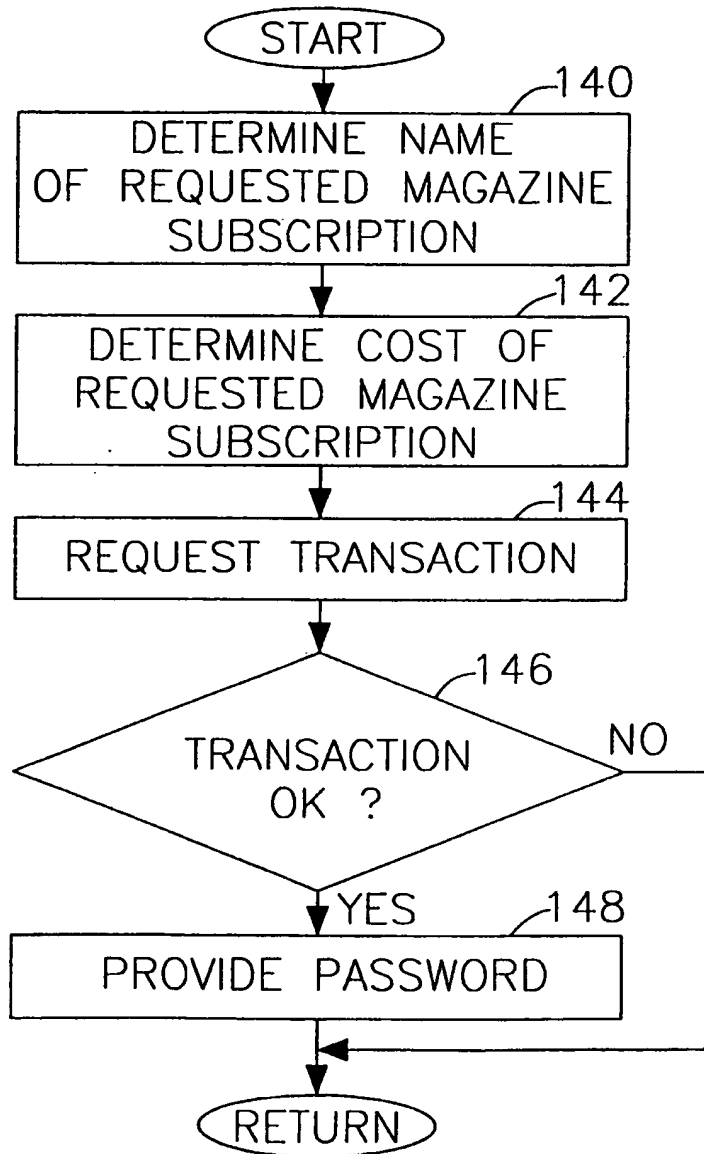 START
140
DETERMINE NAME
OF REQUESTED MAGAZINE
SUBSCRIPTION
142
DETERMINE COST OF
REQUESTED MAGAZINE
SUBSCRIPTION
144
REQUEST TRANSACTION
146
TRANSACTION
OK ?
NO
YES
148
PROVIDE PASSWORD
RETURN